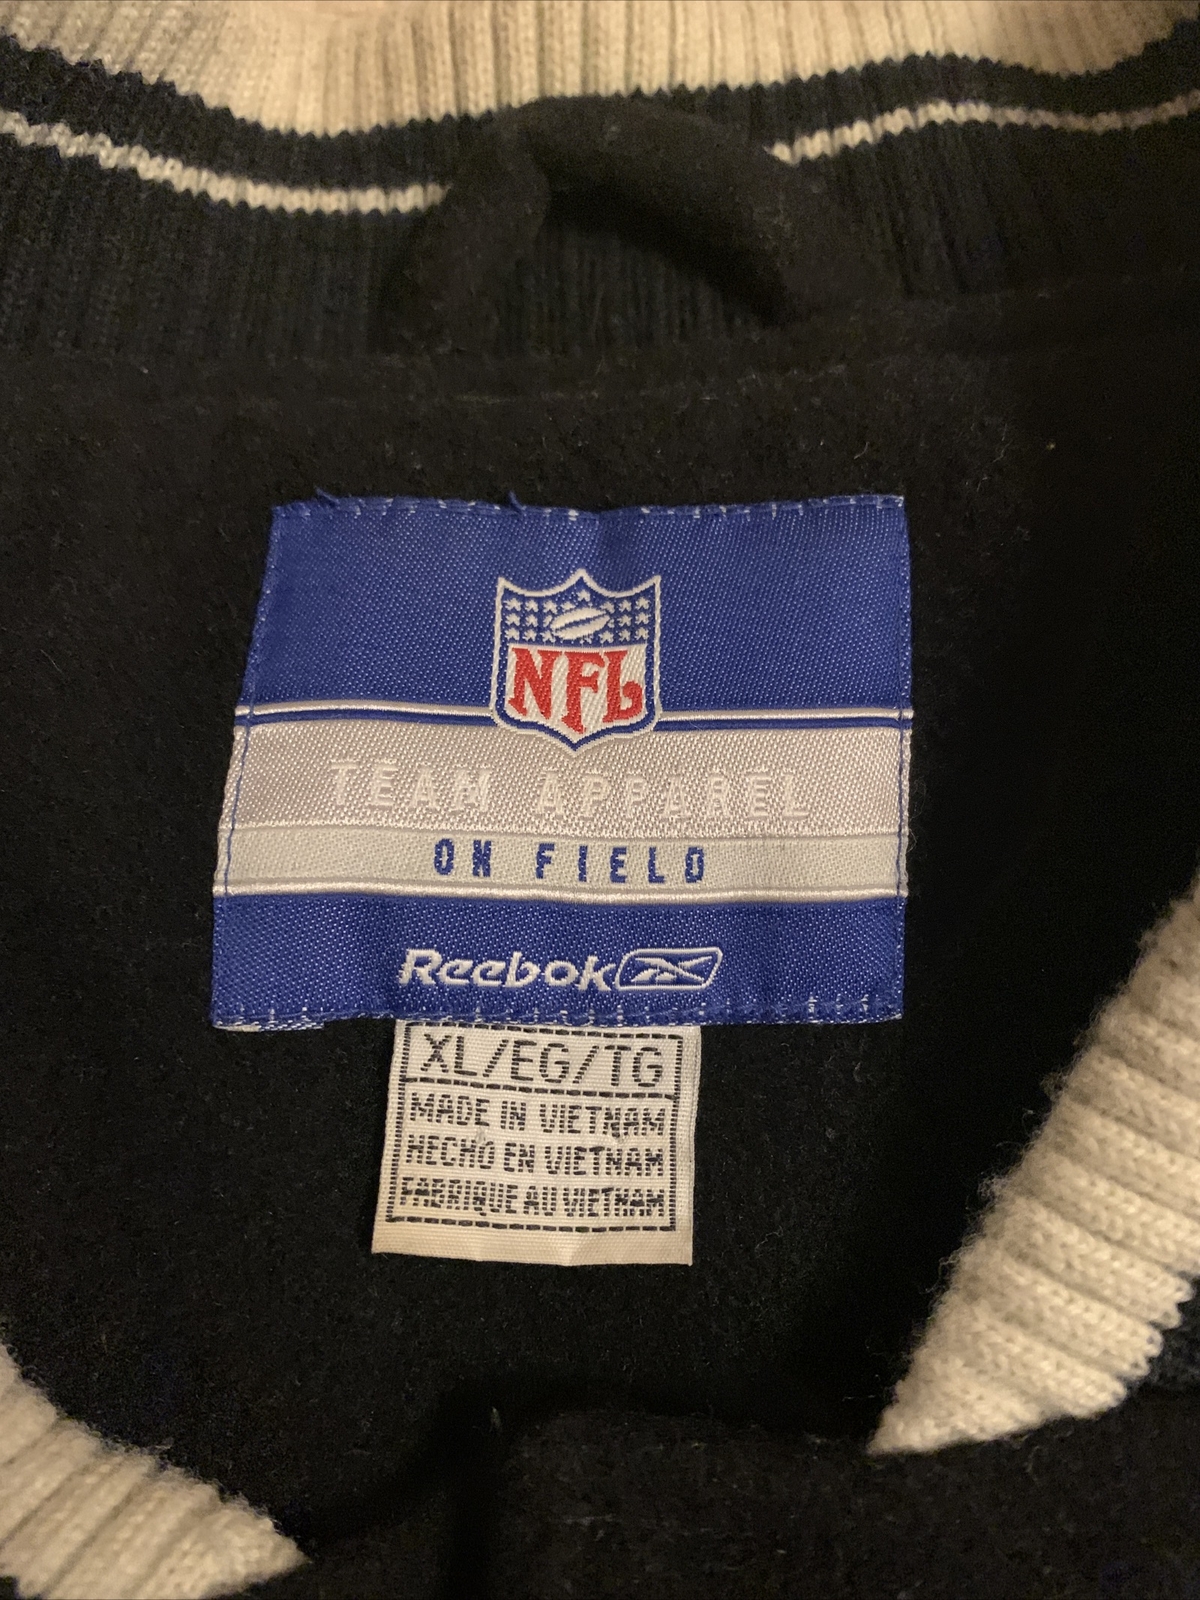 NFL
TEAM APPAREL
ON FIELD
Reebok
XL/EG/TG
MADE IN VIETNAM
HECHO EN VIETNAM
FABRIQUE AU VIETNAM